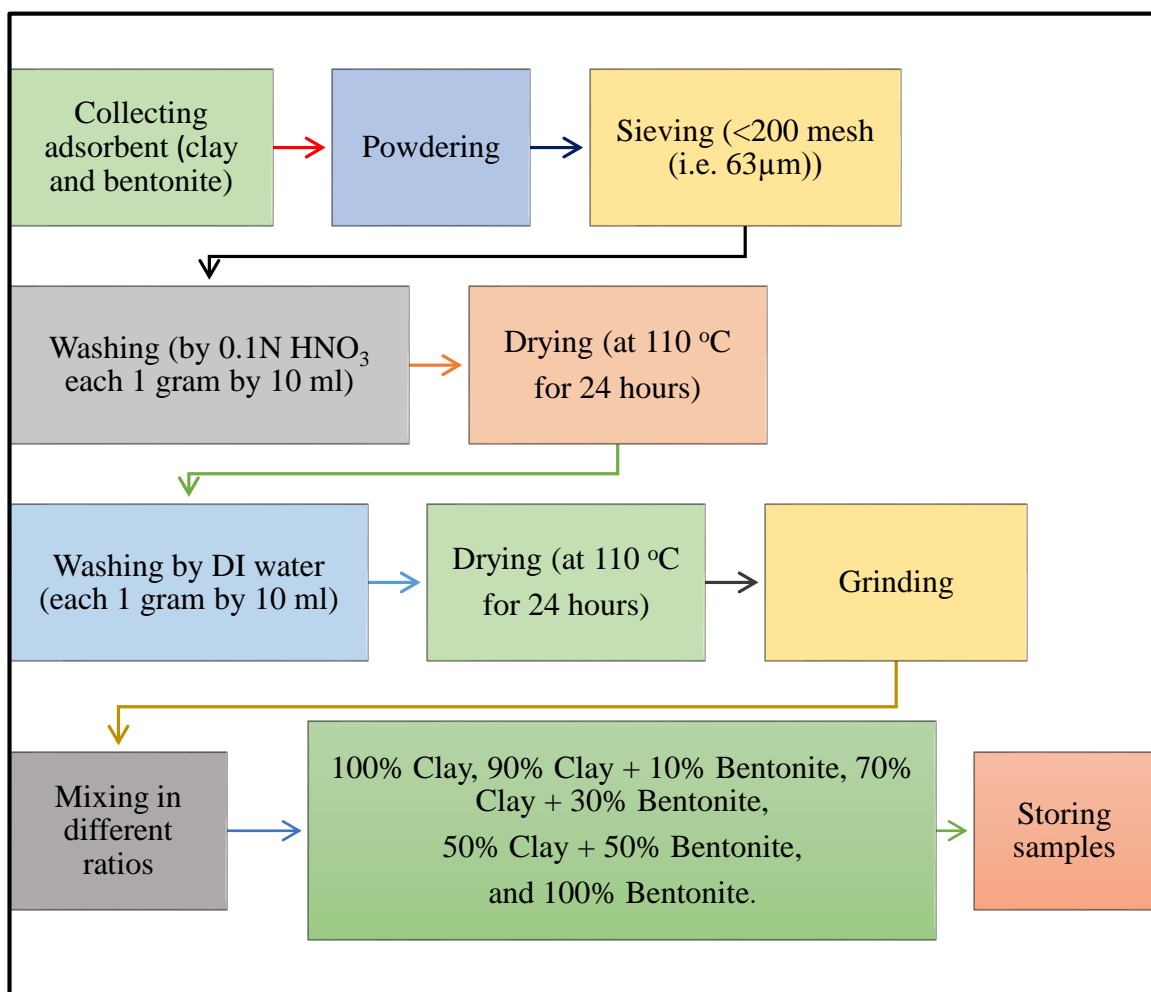 Collecting
adsorbent (clay
and bentonite)
Powdering
Sieving (<200 mesh
(i.e. 63µm))
Washing (by 0.1N HNO₃
each 1 gram by 10 ml)
Drying (at 110 ᵒC
for 24 hours)
Washing by DI water
(each 1 gram by 10 ml)
Drying (at 110 ᵒC
for 24 hours)
Grinding
Mixing in
different
ratios
100% Clay, 90% Clay + 10% Bentonite, 70%
Clay + 30% Bentonite,
50% Clay + 50% Bentonite,
and 100% Bentonite.
Storing
samples